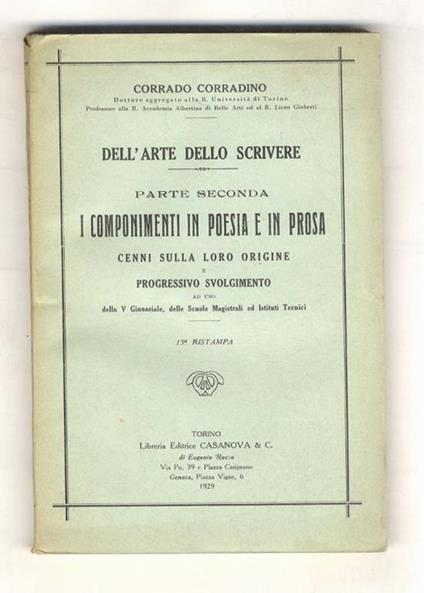 CORRADO CORRADINO
Dottore aggregato alla R. Università di Torino
Professore alla R. Accademia Albertina di Belle Arti ed al R. Liceo Gioberti
DELL'ARTE DELLO SCRIVERE
PARTE SECONDA
I COMPONIMENTI IN POESIA E IN PROSA
CENNI SULLA LORO ORIGINE
E
PROGRESSIVO SVOLGIMENTO
AD USO
della V Ginnasiale, delle Scuole Magistrali ed Istituti Tecnici
15ª RISTAMPA
TORINO
Libreria Editrice CASANOVA & C.
di Eugenio Rocca
Via Po, 39 e Piazza Carignano
Genova, Piazza Vigne, 6
1929